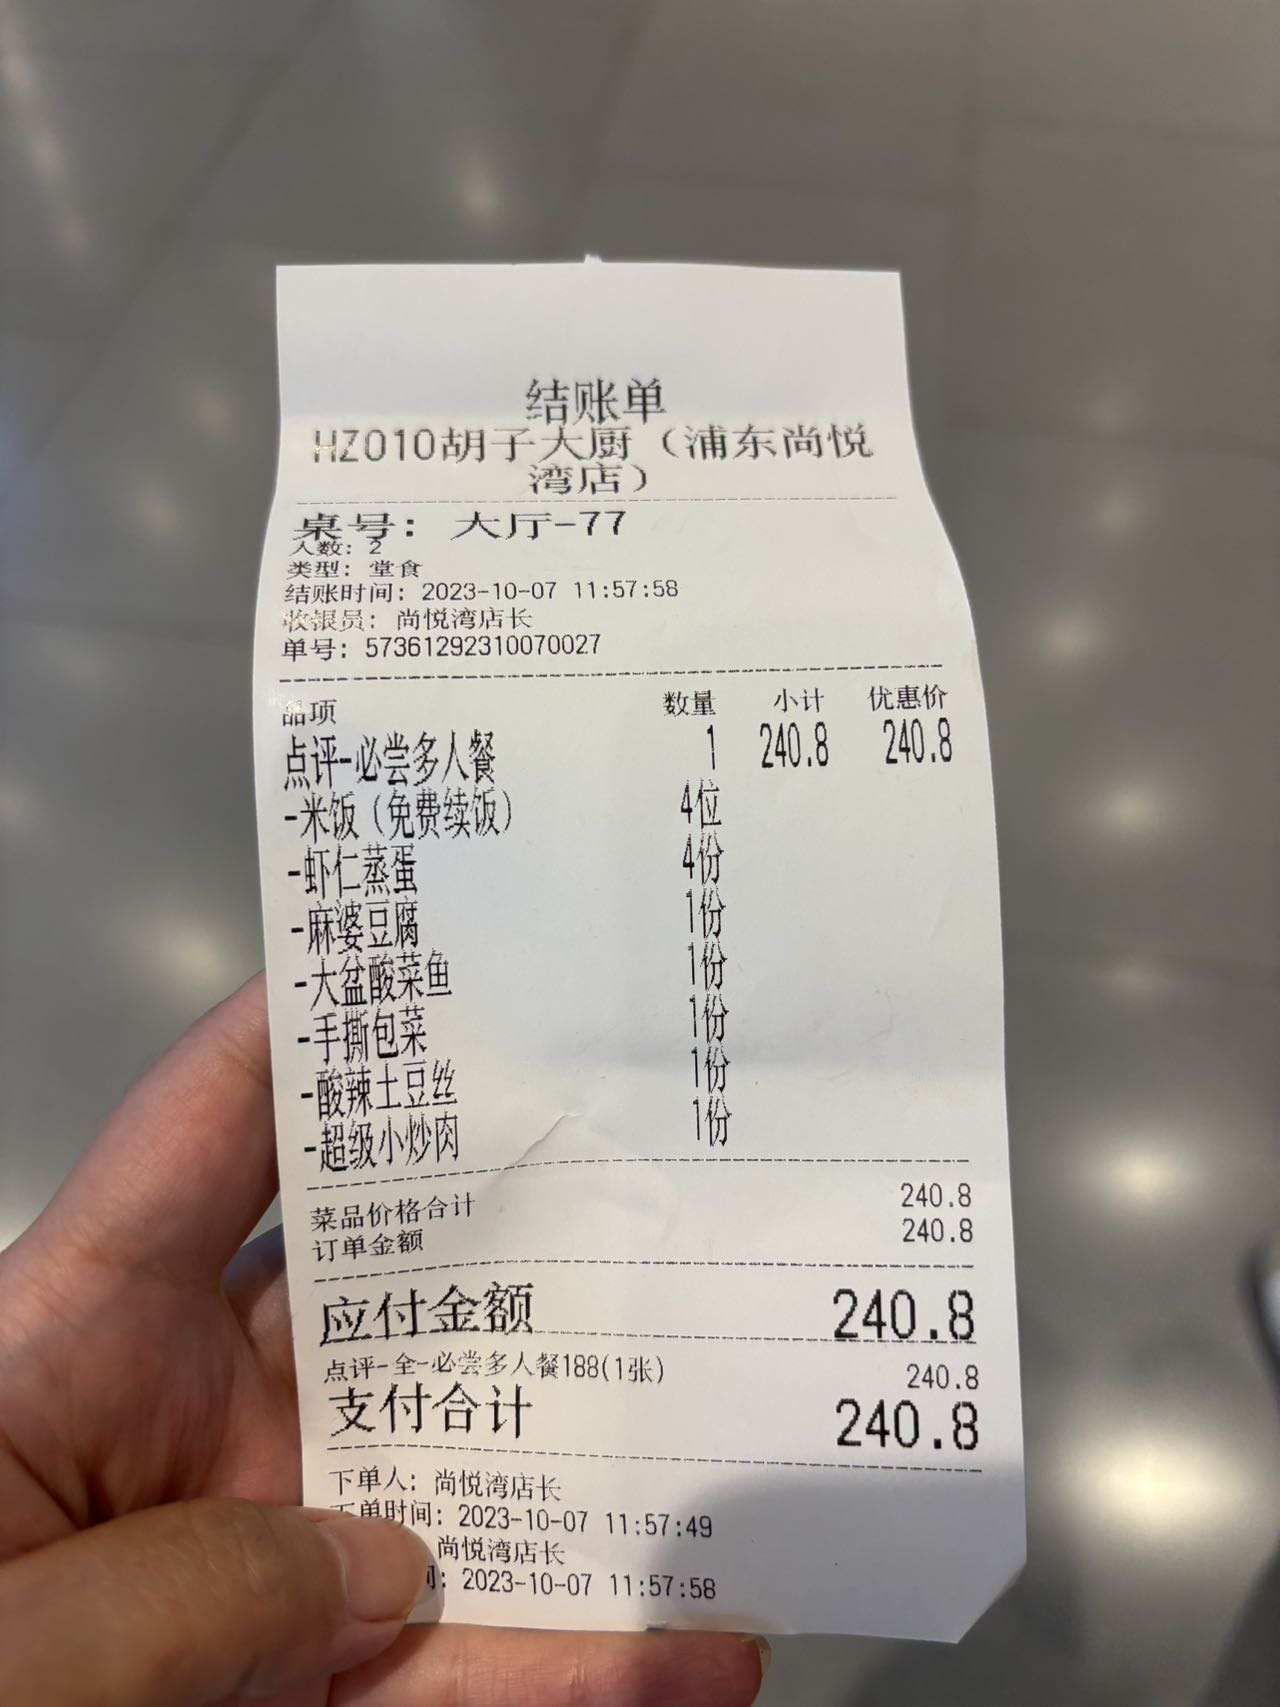 结账单
HZ010胡子大厨（浦东尚悦
湾店）
桌号： 大厅-77
人数：2
类型：堂食
结账时间：2023-10-07 11:57:58
收银员：尚悦湾店长
单号：57361292310070027
品项 数量 小计 优惠价
点评-必尝多人餐 1 240.8 240.8
-米饭（免费续饭） 4位
-虾仁蒸蛋 4份
-麻婆豆腐 1份
-大盆酸菜鱼 1份
-手撕包菜 1份
-酸辣土豆丝 1份
-超级小炒肉 1份
菜品价格合计 240.8
订单金额 240.8
应付金额 240.8
点评-全-必尝多人餐188(1张) 240.8
支付合计 240.8
下单人：尚悦湾店长
下单时间：2023-10-07 11:57:49
尚悦湾店长
间：2023-10-07 11:57:58